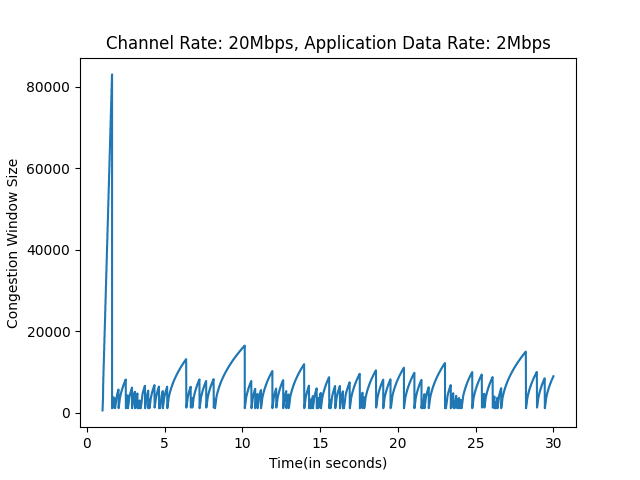 Channel Rate: 20Mbps, Application Data Rate: 2Mbps
Congestion Window Size
80000
60000
40000
20000
0
0 5 10 15 20 25 30
Time(in seconds)